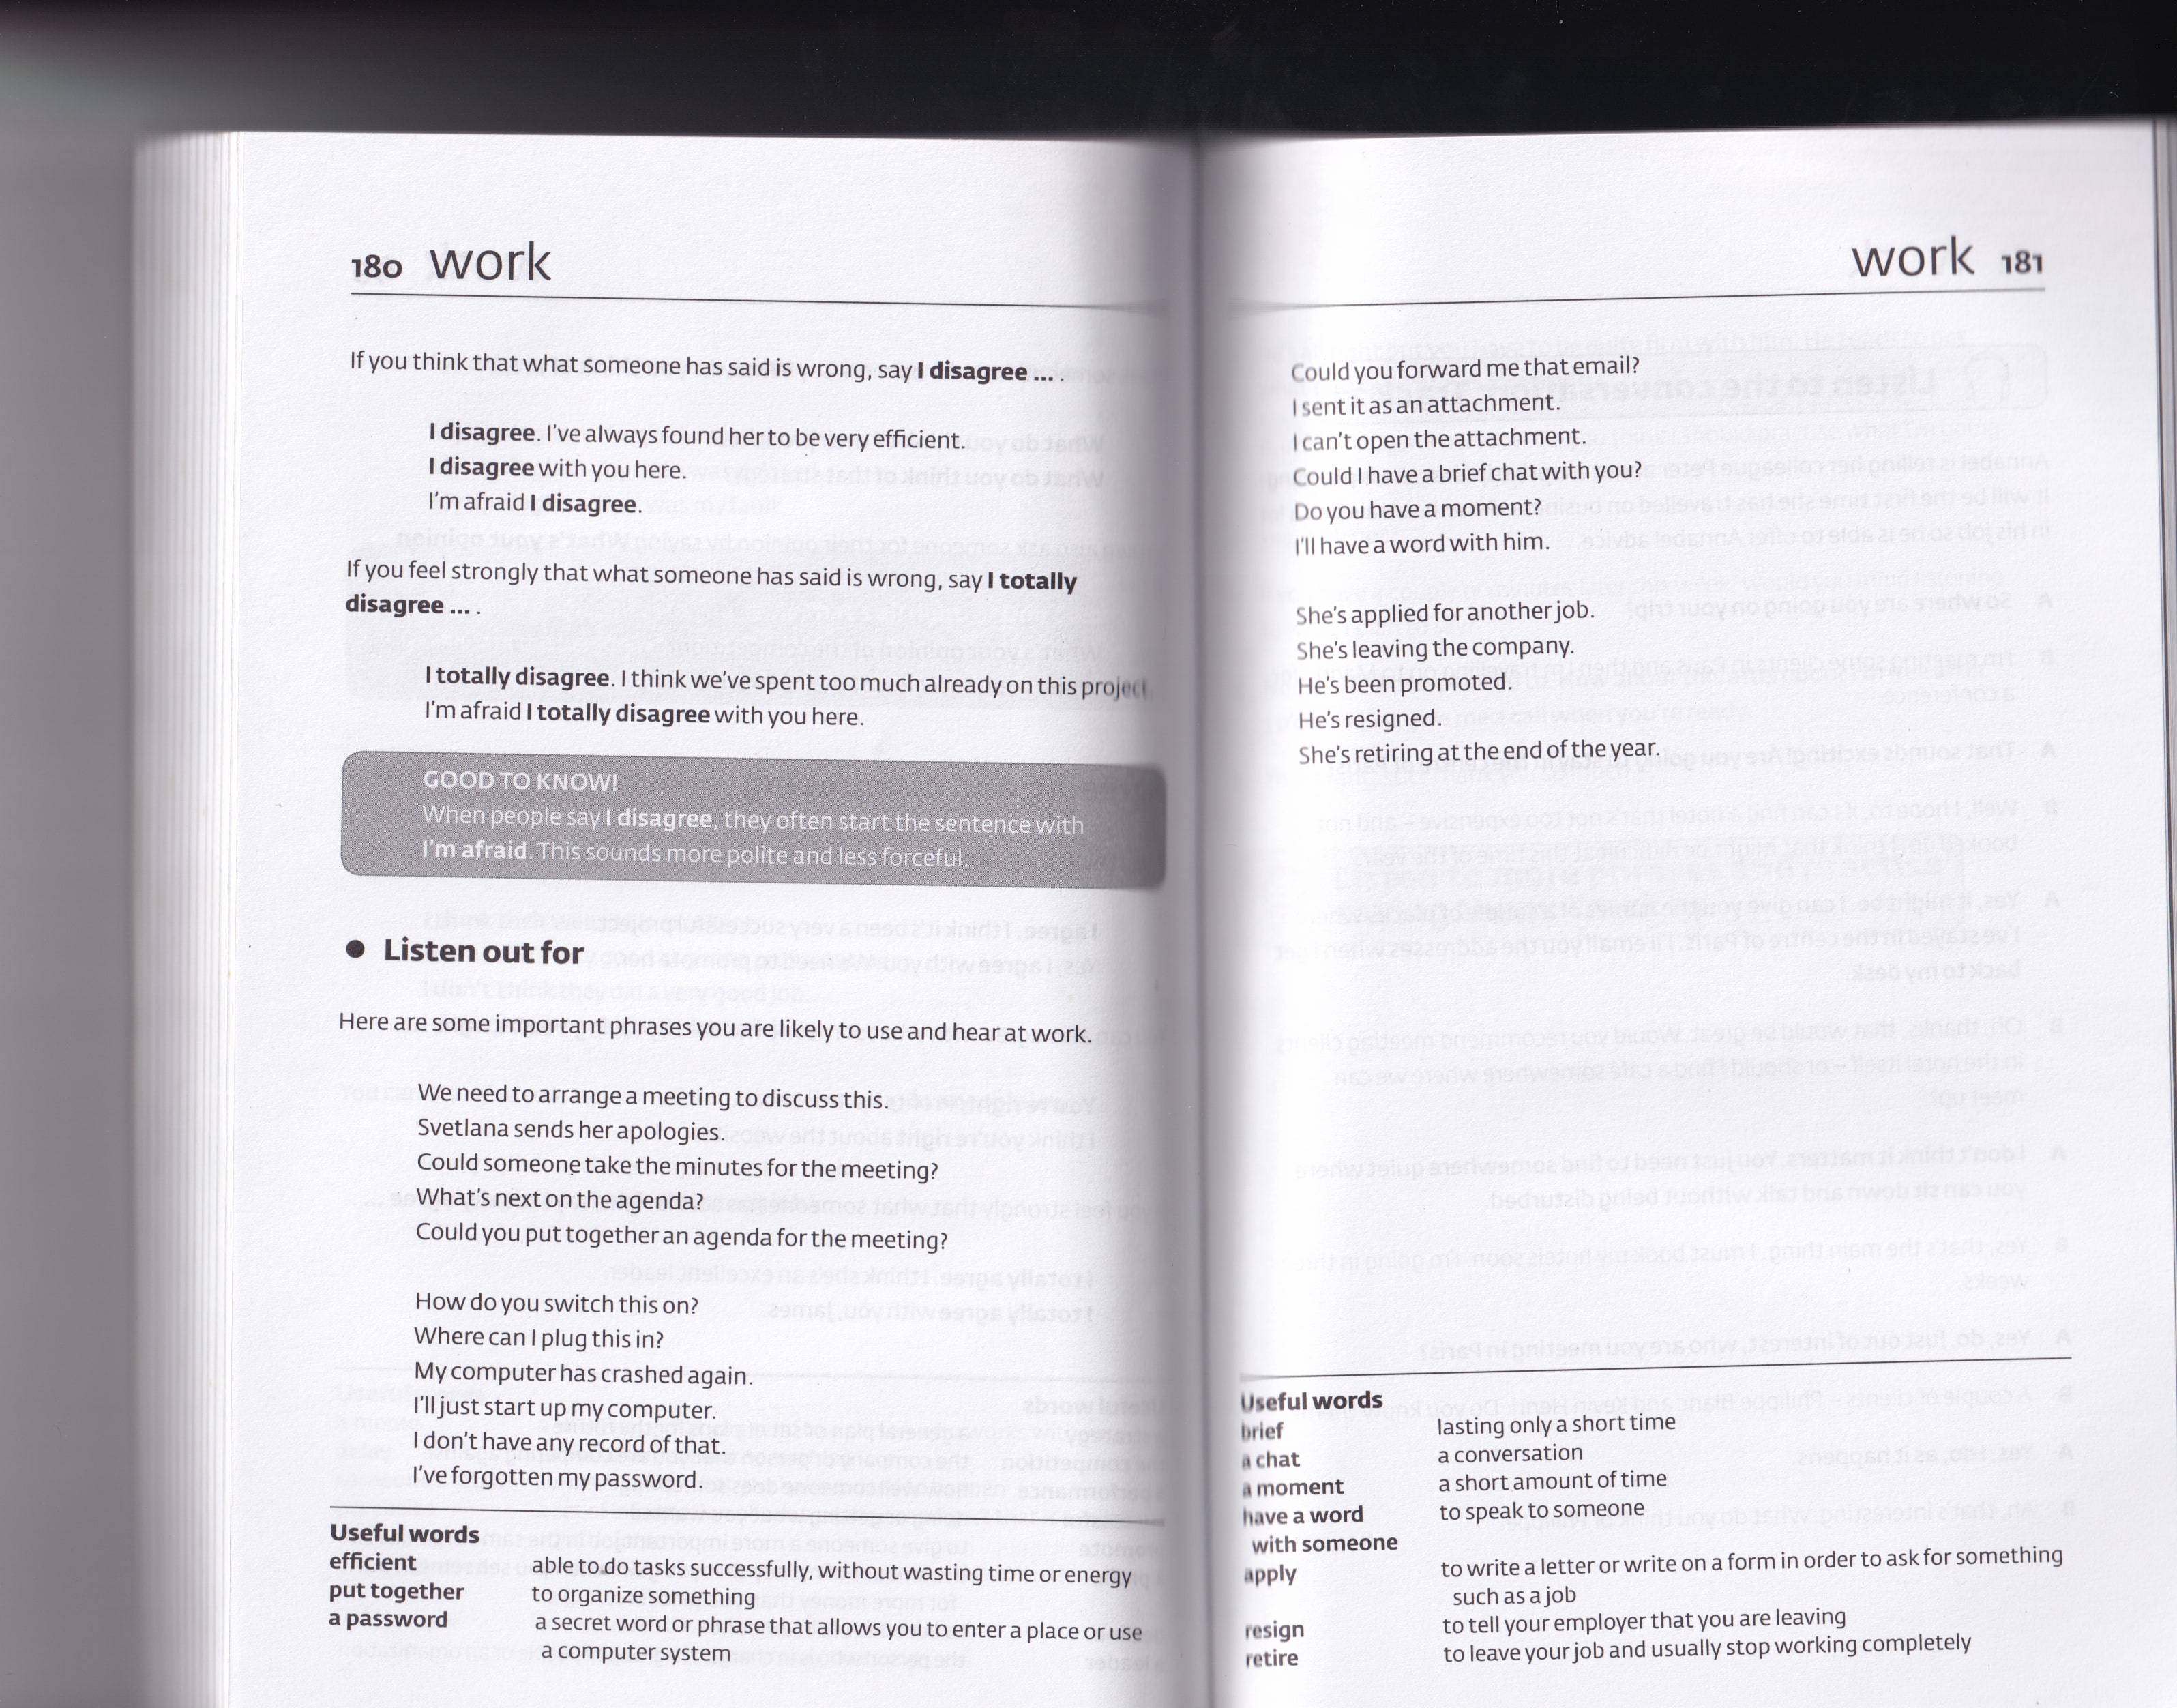 180 work
If you think that what someone has said is wrong, say I disagree ... .
I disagree. I've always found her to be very efficient.
I disagree with you here.
I'm afraid I disagree.
If you feel strongly that what someone has said is wrong, say I totally
disagree ... .
I totally disagree. I think we've spent too much already on this project
I'm afraid I totally disagree with you here.
GOOD TO KNOW!
When people say I disagree, they often start the sentence with
I'm afraid. This sounds more polite and less forceful.
● Listen out for
Here are some important phrases you are likely to use and hear at work.
We need to arrange a meeting to discuss this.
Svetlana sends her apologies.
Could someone take the minutes for the meeting?
What's next on the agenda?
Could you put together an agenda for the meeting?
How do you switch this on?
Where can I plug this in?
My computer has crashed again.
I'll just start up my computer.
I don't have any record of that.
I've forgotten my password.
Useful words
efficient able to do tasks successfully, without wasting time or energy
put together to organize something
a password a secret word or phrase that allows you to enter a place or use
a computer system
work 181
Could you forward me that email?
I sent it as an attachment.
I can't open the attachment.
Could I have a brief chat with you?
Do you have a moment?
I'll have a word with him.
She's applied for another job.
She's leaving the company.
He's been promoted.
He's resigned.
She's retiring at the end of the year.
Useful words
brief lasting only a short time
a chat a conversation
a moment a short amount of time
have a word to speak to someone
with someone
apply to write a letter or write on a form in order to ask for something
such as a job
resign to tell your employer that you are leaving
retire to leave your job and usually stop working completely